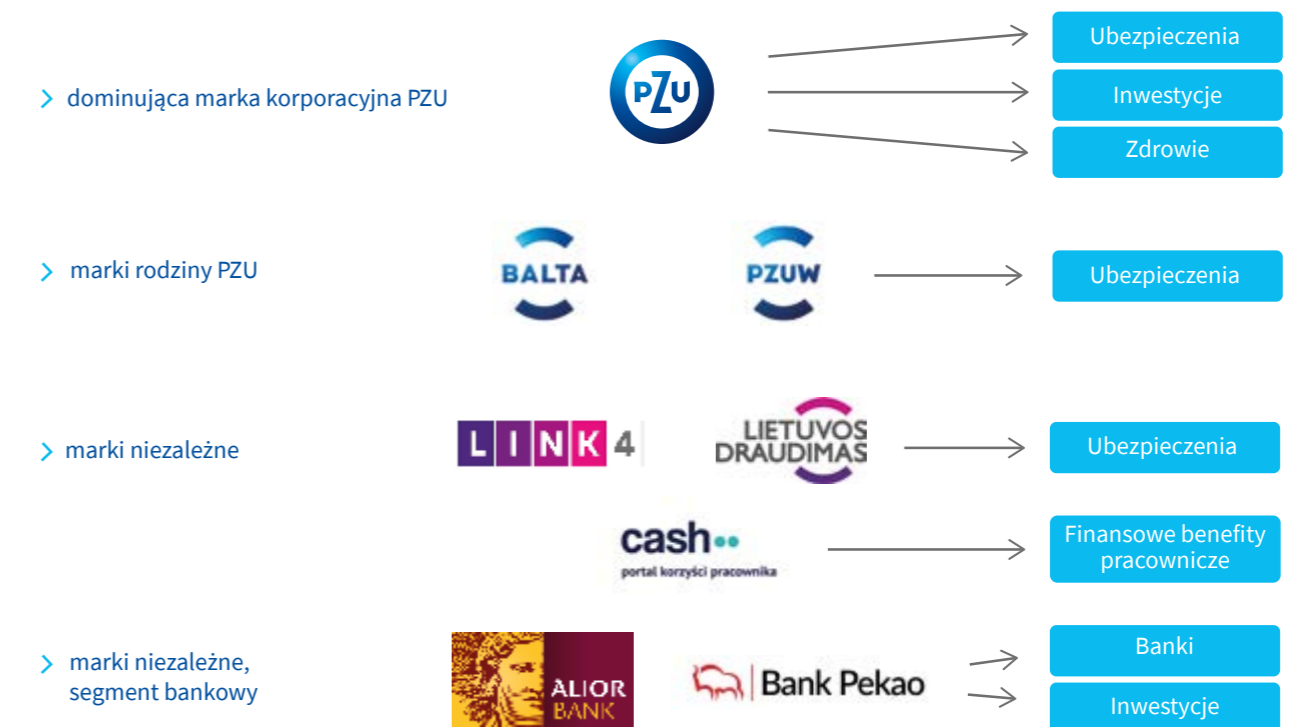 Ubezpieczenia
dominująca marka korporacyjna PZU
PZU
Inwestycje
Zdrowie
marki rodziny PZU
BALTA
PZUW
Ubezpieczenia
marki niezależne
LINK4
LIETUVOS
DRAUDIMAS
Ubezpieczenia
cash
portal korzyści pracownika
Finansowe benefity
pracownicze
marki niezależne,
segment bankowy
ALIOR
BANK
Bank Pekao
Banki
Inwestycje